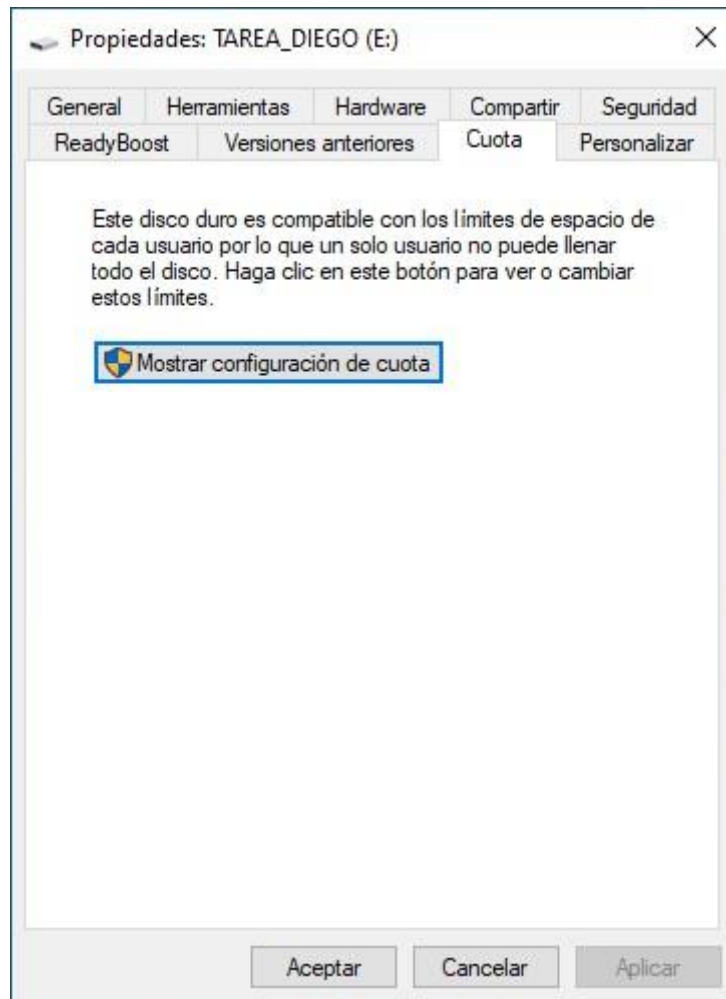 Propiedades: TAREA_DIEGO (E:)
General Herramientas Hardware Compartir Seguridad
ReadyBoost Versiones anteriores Cuota Personalizar
Este disco duro es compatible con los límites de espacio de
cada usuario por lo que un solo usuario no puede llenar
todo el disco. Haga clic en este botón para ver o cambiar
estos límites.
Mostrar configuración de cuota
Aceptar Cancelar Aplicar